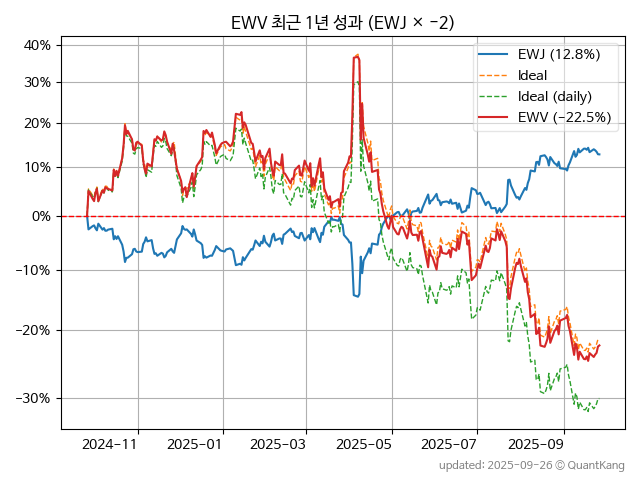 EWV 최근 1년 성과 (EWJ × −2)
EWJ (12.8%)
Ideal
Ideal (daily)
EWV (−22.5%)
40%
30%
20%
10%
0%
−10%
−20%
−30%
2024-11
2025-01
2025-03
2025-05
2025-07
2025-09
updated: 2025-09-26 © QuantKang